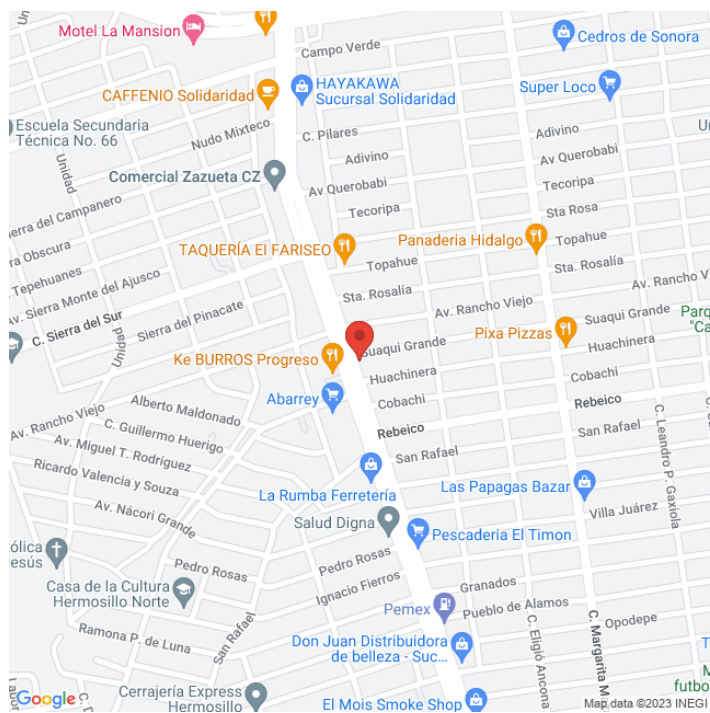 Motel La Mansion
Campo Verde
Cedros de Sonora
CAFFENIO Solidaridad
HAYAKAWA
Sucursal Solidaridad
Super Loco
Escuela Secundaria
Técnica No. 66
Nudo Mixteco
C. Pilares
Adivino
Adivino
Unidad
Comercial Zazueta CZ
Av Querobabi
Av Querobabi
Tecoripa
Tecoripa
Sierra del Campanero
Sta Rosa
TAQUERÍA El FARISEO
Panaderia Hidalgo
Topahue
Topahue
Obscura
Tepehuanes
Av. Sierra Monte del Ajusco
Sta. Rosalía
Av. Rancho Viejo
Av. Rancho Viejo
C. Sierra del Sur
Sierra del Pinacate
Unidad
Suaqui Grande
Suaqui Grande
Pixa Pizzas
Parq
"Ca
Ke BURROS Progreso
Huachinera
Huachinera
Abarrey
Cobachi
Cobachi
Av. Rancho Viejo
Alberto Maldonado
C. Guillermo Huerigo
Rebeico
Rebeico
Av. Miguel T. Rodríguez
San Rafael
San Rafael
C. Leandro P. Gaxiola
Ricardo Valencia y Souza
La Rumba Ferretería
Las Papagas Bazar
Av. Nácori Grande
Salud Digna
Villa Juárez
Pescaderia El Timon
ólica
esús
Pedro Rosas
Pedro Rosas
Casa de la Cultura
Hermosillo Norte
Ignacio Fierros
Granados
Pemex
Pueblo de Alamos
Opodepe
San Rafael
Ramona P. de Luna
Don Juan Distribuidora
de belleza - Suc...
C. Eligió Ancona
C. Margarita M
futbo
Cerrajería Express
Hermosillo
El Mois Smoke Shop
Google
Map data ©2023 INEGI